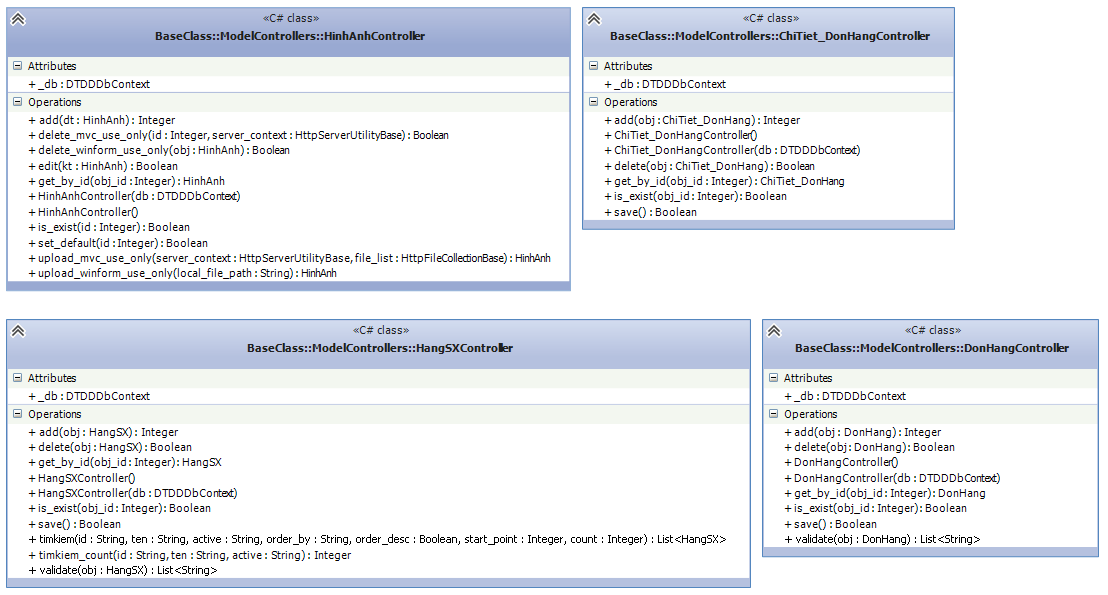 «C# class»
BaseClass::ModelControllers::HinhAnhController
Attributes
+ _db : DTDDDbContext
Operations
+ add(dt : HinhAnh) : Integer
+ delete_mvc_use_only(id : Integer, server_context : HttpServerUtilityBase) : Boolean
+ delete_winform_use_only(obj : HinhAnh) : Boolean
+ edit(kt : HinhAnh) : Boolean
+ get_by_id(obj_id : Integer) : HinhAnh
+ HinhAnhController(db : DTDDDbContext)
+ HinhAnhController()
+ is_exist(id : Integer) : Boolean
+ set_default(id : Integer) : Boolean
+ upload_mvc_use_only(server_context : HttpServerUtilityBase, file_list : HttpFileCollectionBase) : HinhAnh
+ upload_winform_use_only(local_file_path : String) : HinhAnh
«C# class»
BaseClass::ModelControllers::ChiTiet_DonHangController
Attributes
+ _db : DTDDDbContext
Operations
+ add(obj : ChiTiet_DonHang) : Integer
+ ChiTiet_DonHangController()
+ ChiTiet_DonHangController(db : DTDDDbContext)
+ delete(obj : ChiTiet_DonHang) : Boolean
+ get_by_id(obj_id : Integer) : ChiTiet_DonHang
+ is_exist(obj_id : Integer) : Boolean
+ save() : Boolean
«C# class»
BaseClass::ModelControllers::HangSXController
Attributes
+ _db : DTDDDbContext
Operations
+ add(obj : HangSX) : Integer
+ delete(obj : HangSX) : Boolean
+ get_by_id(obj_id : Integer) : HangSX
+ HangSXController()
+ HangSXController(db : DTDDDbContext)
+ is_exist(obj_id : Integer) : Boolean
+ save() : Boolean
+ timkiem(id : String, ten : String, active : String, order_by : String, order_desc : Boolean, start_point : Integer, count : Integer) : List<HangSX>
+ timkiem_count(id : String, ten : String, active : String) : Integer
+ validate(obj : HangSX) : List<String>
«C# class»
BaseClass::ModelControllers::DonHangController
Attributes
+ _db : DTDDDbContext
Operations
+ add(obj : DonHang) : Integer
+ delete(obj : DonHang) : Boolean
+ DonHangController()
+ DonHangController(db : DTDDDbContext)
+ get_by_id(obj_id : Integer) : DonHang
+ is_exist(obj_id : Integer) : Boolean
+ save() : Boolean
+ validate(obj : DonHang) : List<String>